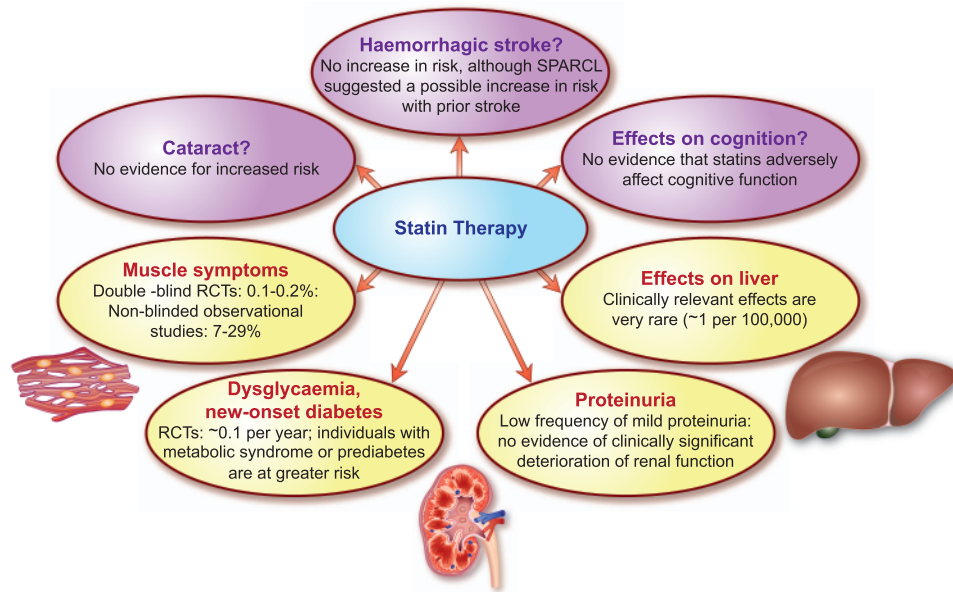 Haemorrhagic stroke?
No increase in risk, although SPARCL
suggested a possible increase in risk
with prior stroke
Cataract?
No evidence for increased risk
Effects on cognition?
No evidence that statins adversely
affect cognitive function
Statin Therapy
Muscle symptoms
Double -blind RCTs: 0.1-0.2%:
Non-blinded observational
studies: 7-29%
Effects on liver
Clinically relevant effects are
very rare (~1 per 100,000)
Dysglycaemia,
new-onset diabetes
RCTs: ~0.1 per year; individuals with
metabolic syndrome or prediabetes
are at greater risk
Proteinuria
Low frequency of mild proteinuria:
no evidence of clinically significant
deterioration of renal function